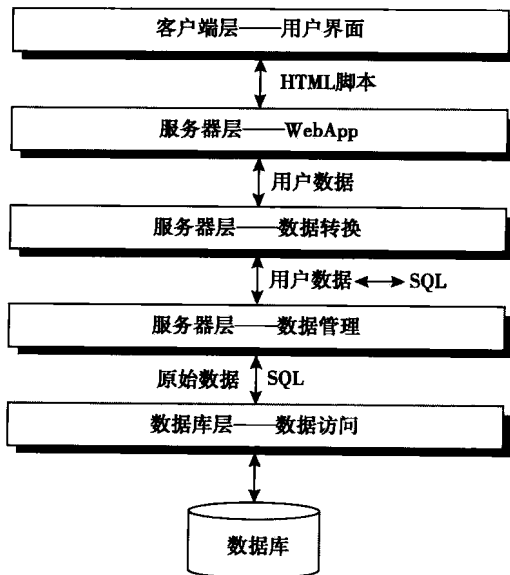 客户端层——用户界面
HTML脚本
服务器层——WebApp
用户数据
服务器层——数据转换
用户数据 SQL
服务器层——数据管理
原始数据 SQL
数据库层——数据访问
数据库